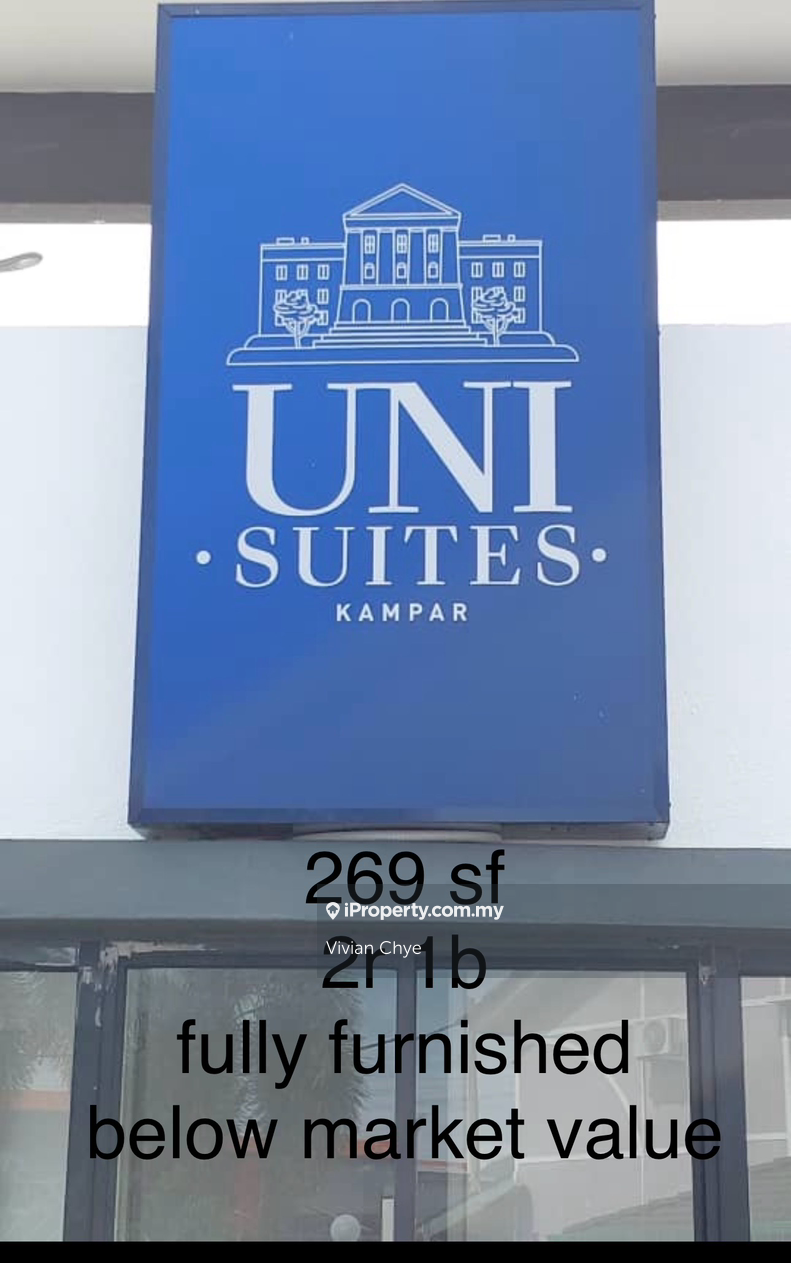 UNI
·SUITES·
KAMPAR
269 sf
iProperty.com.my
Vivian Chye
2r 1b
fully furnished
below market value